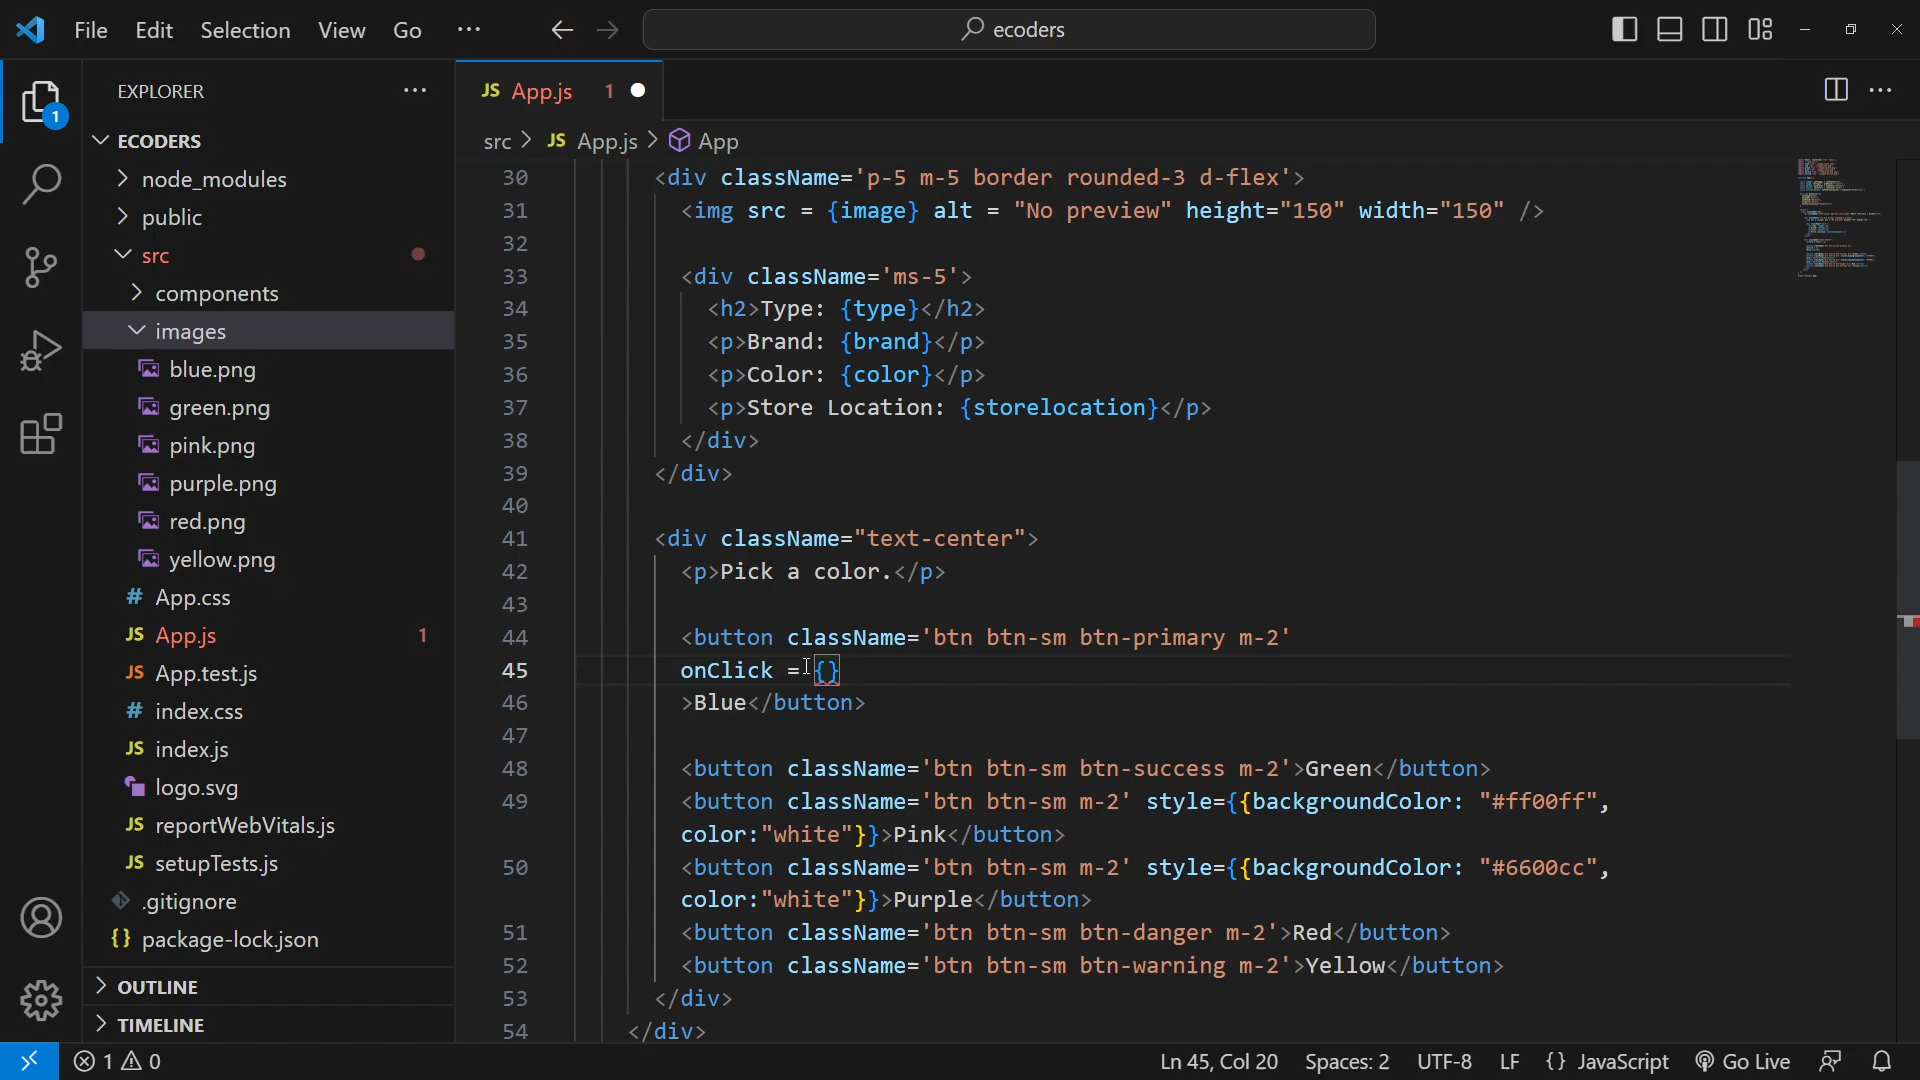 File Edit Selection View Go ··· ecoders
EXPLORER ···
ECODERS
node_modules
public
src
components
images
blue.png
green.png
pink.png
purple.png
red.png
yellow.png
# App.css
JS App.js 1
JS App.test.js
# index.css
JS index.js
logo.svg
JS reportWebVitals.js
JS setupTests.js
.gitignore
{} package-lock.json
OUTLINE
TIMELINE
1
JS App.js 1
src > JS App.js > App
30 <div className='p-5 m-5 border rounded-3 d-flex'>
31 <img src = {image} alt = "No preview" height="150" width="150" />
32
33 <div className='ms-5'>
34 <h2>Type: {type}</h2>
35 <p>Brand: {brand}</p>
36 <p>Color: {color}</p>
37 <p>Store Location: {storelocation}</p>
38 </div>
39 </div>
40
41 <div className="text-center">
42 <p>Pick a color.</p>
43
44 <button className='btn btn-sm btn-primary m-2'
45 onClick = {}
46 >Blue</button>
47
48 <button className='btn btn-sm btn-success m-2'>Green</button>
49 <button className='btn btn-sm m-2' style={{backgroundColor: "#ff00ff",
color:"white"}}>Pink</button>
50 <button className='btn btn-sm m-2' style={{backgroundColor: "#6600cc",
color:"white"}}>Purple</button>
51 <button className='btn btn-sm btn-danger m-2'>Red</button>
52 <button className='btn btn-sm btn-warning m-2'>Yellow</button>
53 </div>
54 </div>
1 0 Ln 45, Col 20 Spaces: 2 UTF-8 LF {} JavaScript Go Live